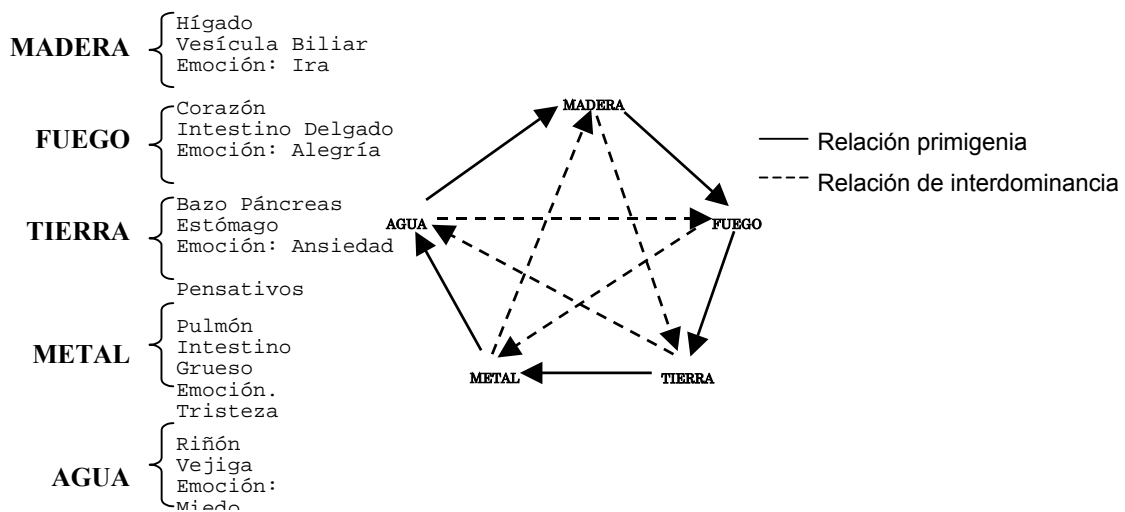 MADERA
Hígado
Vesícula Biliar
Emoción: Ira
FUEGO
Corazón
Intestino Delgado
Emoción: Alegría
TIERRA
Bazo Páncreas
Estómago
Emoción: Ansiedad
Pensativos
METAL
Pulmón
Intestino
Grueso
Emoción.
Tristeza
AGUA
Riñón
Vejiga
Emoción:
Miedo
MADERA
AGUA
FUEGO
METAL
TIERRA
Relación primigenia
Relación de interdominancia